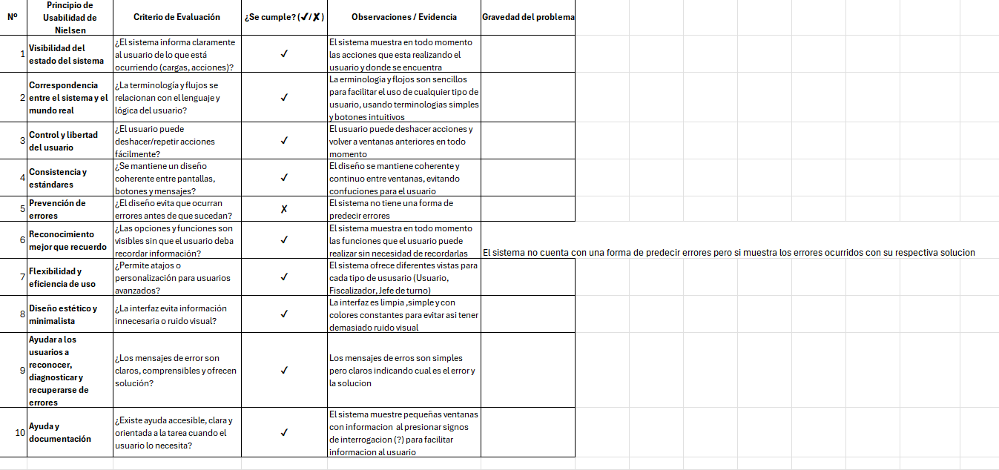 Nº
Principio de
Usabilidad de
Nielsen
Criterio de Evaluación
¿Se cumple? (✔/✘)
Observaciones / Evidencia
Gravedad del problema
1
Visibilidad del
estado del sistema
¿El sistema informa claramente
al usuario de lo que está
ocurriendo (cargas, acciones)?
✓
El sistema muestra en todo momento
las acciones que esta realizando el
usuario y donde se encuentra
2
Correspondencia
entre el sistema y el
mundo real
¿La terminología y flujos se
relacionan con el lenguaje y
lógica del usuario?
✓
La erminologia y flojos son sencillos
para facilitar el uso de cualquier tipo de
usuario, usando terminologias simples
y botones intuitivos
3
Control y libertad
del usuario
¿El usuario puede
deshacer/repetir acciones
fácilmente?
✓
El usuario puede deshacer acciones y
volver a ventanas anteriores en todo
momento
4
Consistencia y
estándares
¿Se mantiene un diseño
coherente entre pantallas,
botones y mensajes?
✓
El diseño se mantiene coherente y
continuo entre ventanas, evitando
confuciones para el usuario
5
Prevención de
errores
¿El diseño evita que ocurran
errores antes de que sucedan?
✗
El sistema no tiene una forma de
predecir errores
6
Reconocimiento
mejor que recuerdo
¿Las opciones y funciones son
visibles sin que el usuario deba
recordar información?
✓
El sistema muestra en todo momento
las funciones que el usuario puede
realizar sin necesidad de recordarlas
El sistema no cuenta con una forma de predecir errores pero si muestra los errores ocurridos con su respectiva solucion
7
Flexibilidad y
eficiencia de uso
¿Permite atajos o
personalización para usuarios
avanzados?
✓
El sistema ofrece diferentes vistas para
cada tipo de ususario (Usuario,
Fiscalizador, Jefe de turno)
8
Diseño estético y
minimalista
¿La interfaz evita información
innecesaria o ruido visual?
✓
La interfaz es limpia ,simple y con
colores constantes para evitar asi tener
demasiado ruido visual
9
Ayudar a los
usuarios a
reconocer,
diagnosticar y
recuperarse de
errores
¿Los mensajes de error son
claros, comprensibles y ofrecen
solución?
✓
Los mensajes de erros son simples
pero claros indicando cual es el error y
la solucion
10
Ayuda y
documentación
¿Existe ayuda accesible, clara y
orientada a la tarea cuando el
usuario lo necesita?
✓
El sistema muestre pequeñas ventanas
con informacion al presionar signos
de interrogacion (?) para facilitar
informacion al usuario